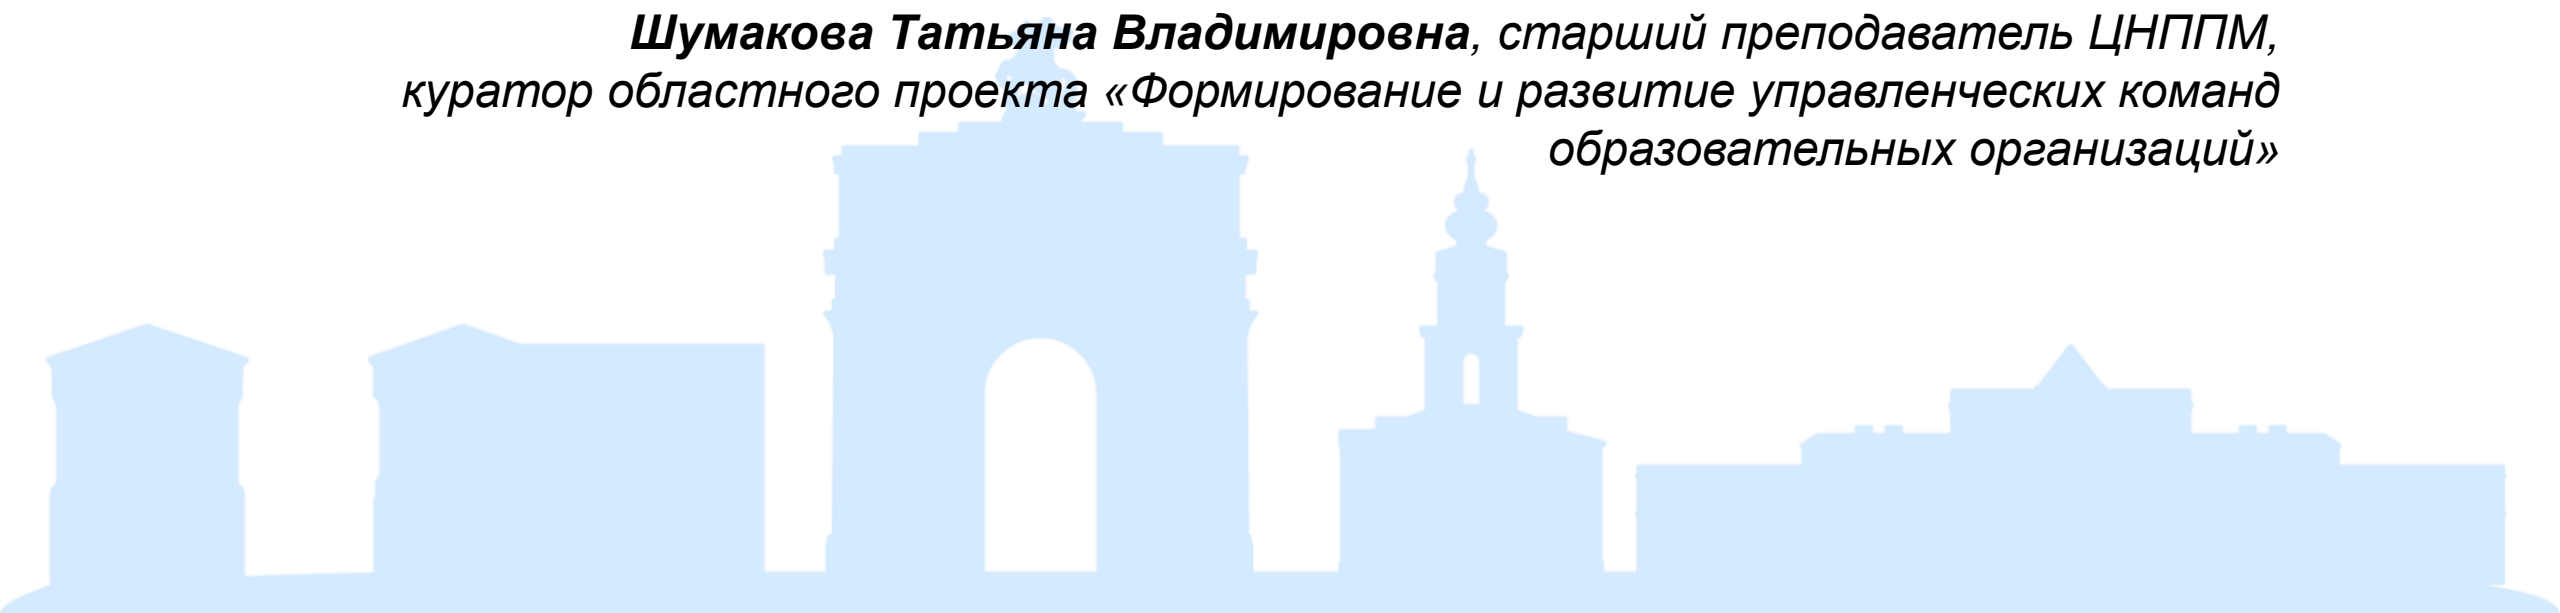 Шумакова Татьяна Владимировна, старший преподаватель ЦНППМ,
куратор областного проекта «Формирование и развитие управленческих команд
образовательных организаций»